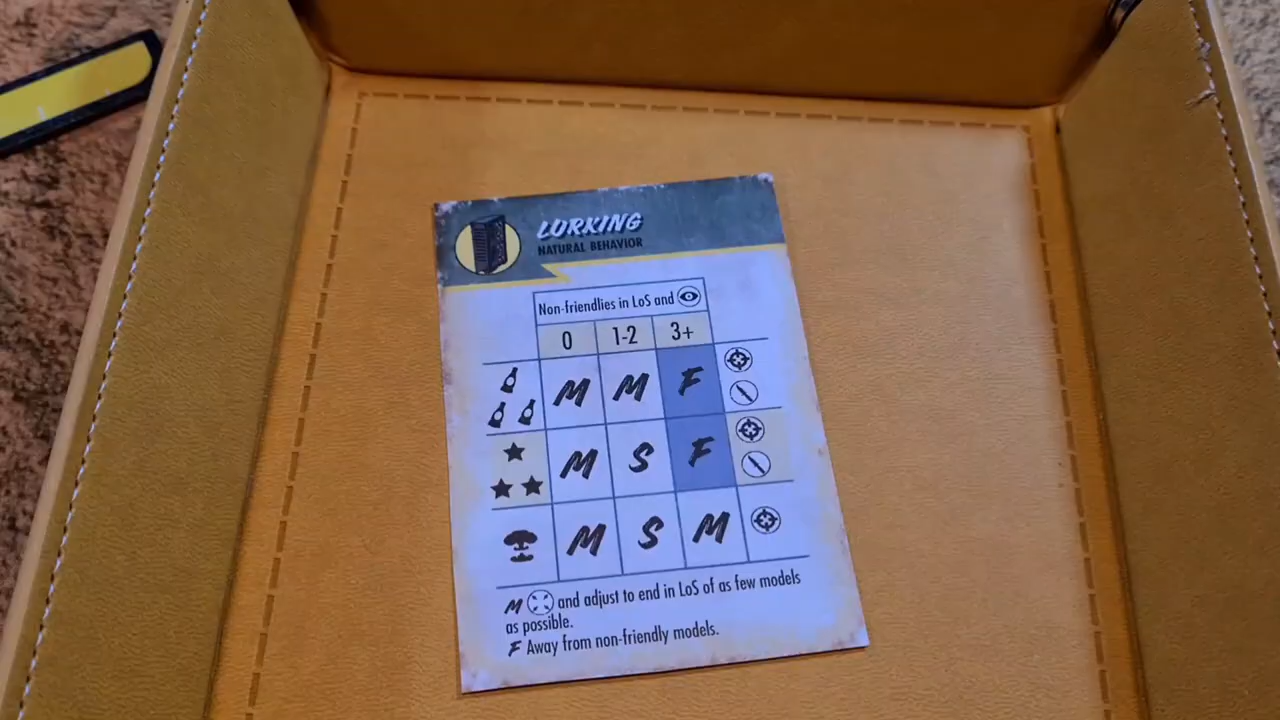 LURKING
NATURAL BEHAVIOR
Non-friendlies in LoS and
0 1-2 3+
M M F
M S F
M S M
M and adjust to end in LoS of as few models
as possible.
F Away from non-friendly models.